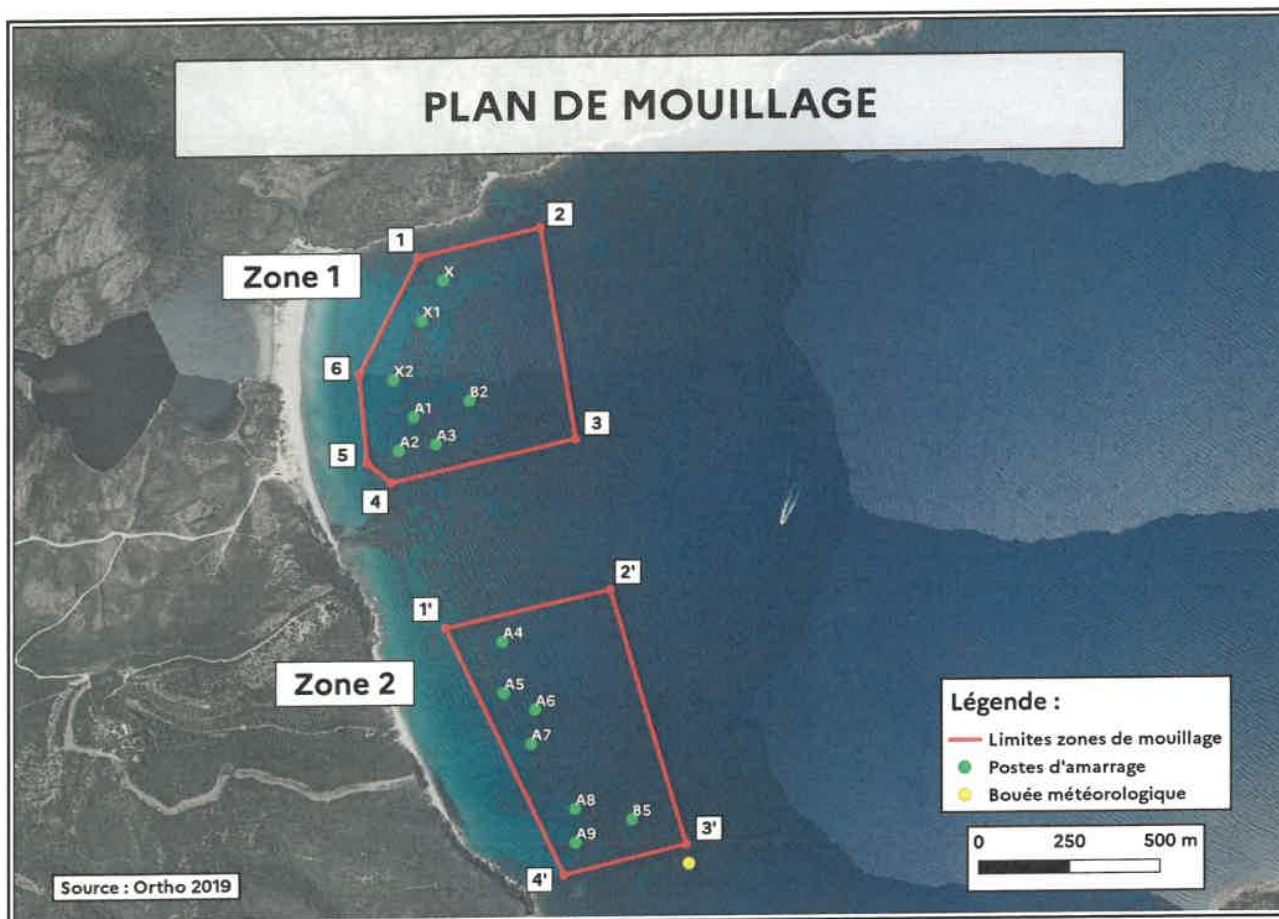 PLAN DE MOUILLAGE
2
1
Zone 1
X
X1
6
X2
B2
A1
3
A3
A2
5
4
2'
1'
A4
Zone 2
A5
A6
A7
A8
B5
A9
3'
4'
Légende :
Limites zones de mouillage
Postes d'amarrage
Bouée météorologique
0 250 500 m
Source : Ortho 2019